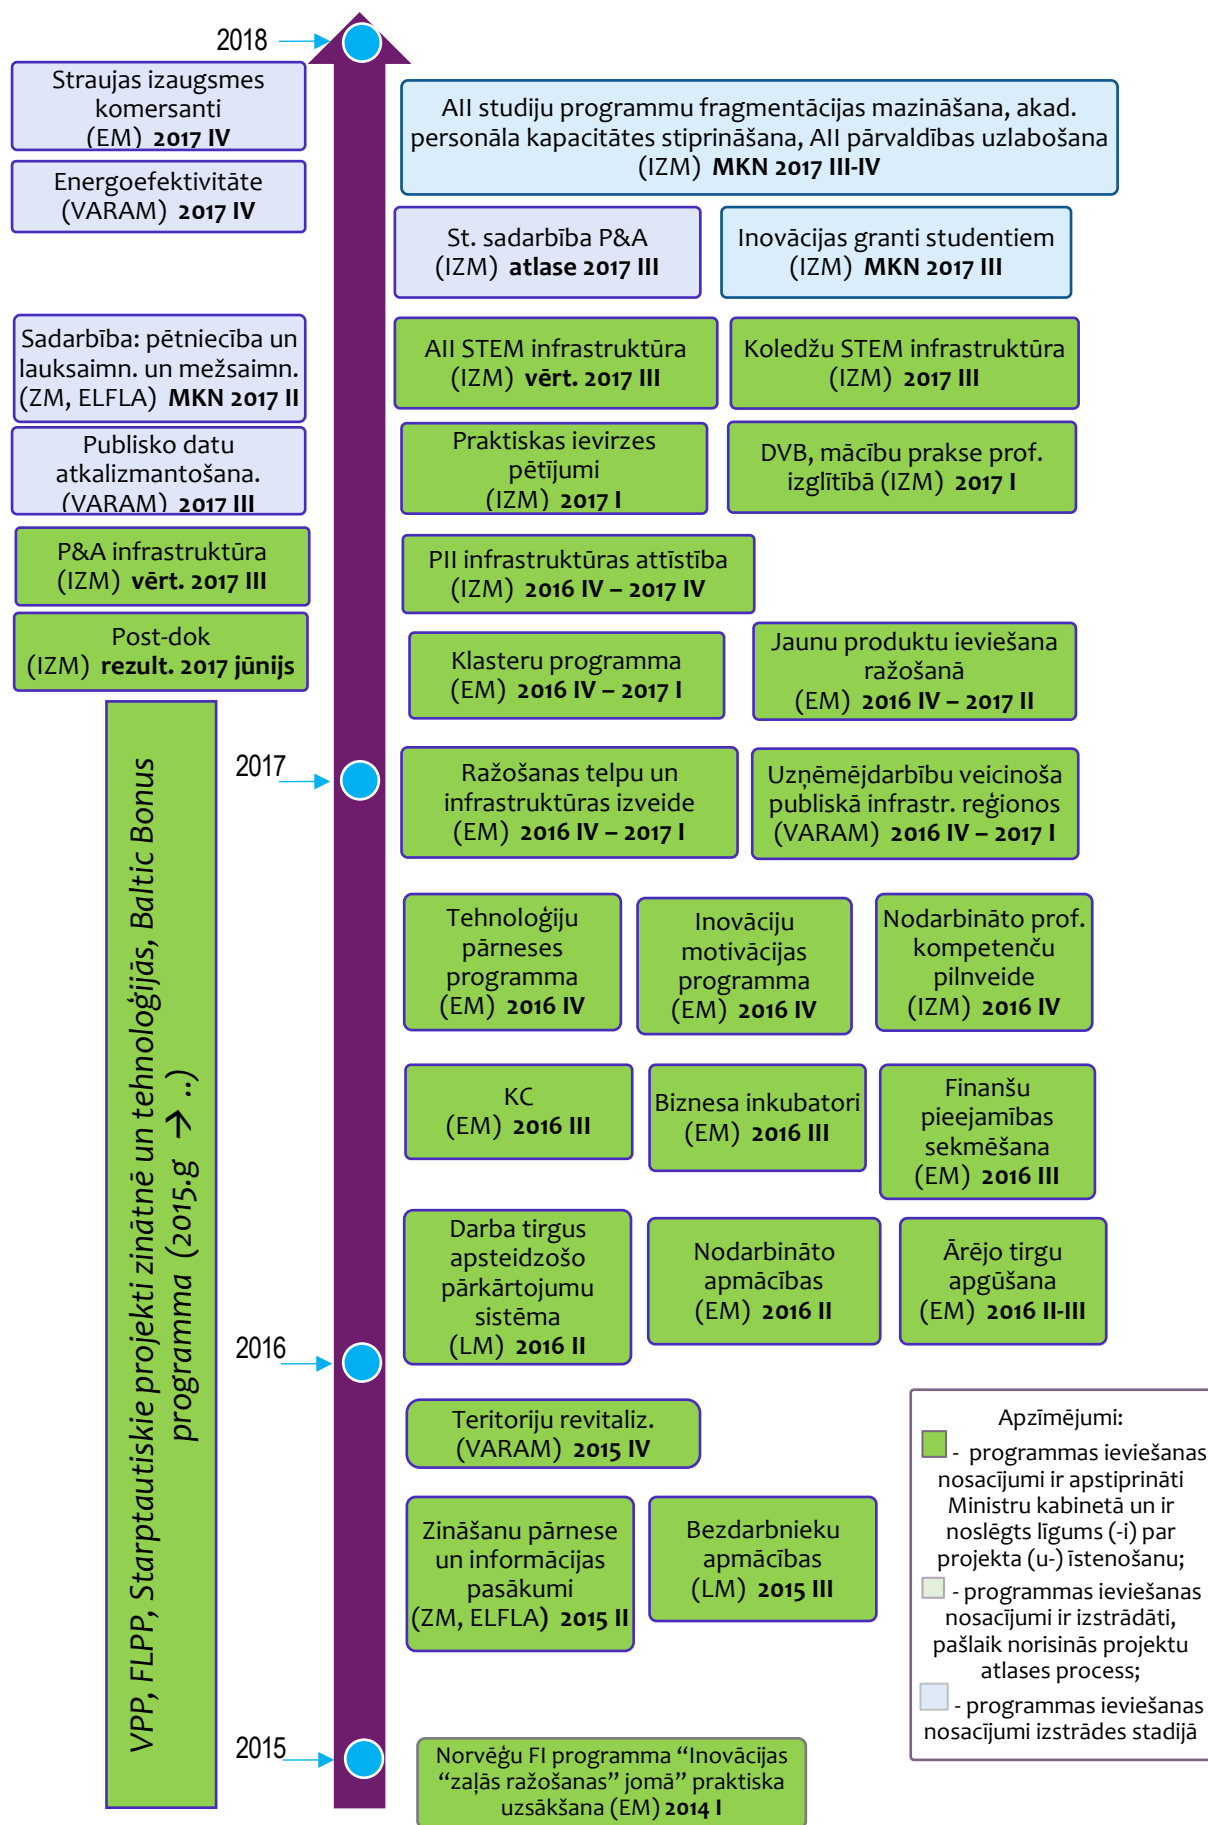 2018
Straujas izaugsmes
komersanti
(EM) 2017 IV
AII studiju programmu fragmentācijas mazināšana, akad.
personāla kapacitātes stiprināšana, AII pārvaldības uzlabošana
(IZM) MKN 2017 III-IV
Energoefektivitāte
(VARAM) 2017 IV
St. sadarbība P&A
(IZM) atlase 2017 III
Inovācijas granti studentiem
(IZM) MKN 2017 III
Sadarbība: pētniecība un
lauksaimn. un mežsaimn.
(ZM, ELFLA) MKN 2017 II
AII STEM infrastruktūra
(IZM) vērt. 2017 III
Koledžu STEM infrastruktūra
(IZM) 2017 III
Publisko datu
atkalizmantošana.
(VARAM) 2017 III
Praktiskas ievirzes
pētījumi
(IZM) 2017 I
DVB, mācību prakse prof.
izglītībā (IZM) 2017 I
P&A infrastruktūra
(IZM) vērt. 2017 III
PII infrastruktūras attīstība
(IZM) 2016 IV – 2017 IV
Post-dok
(IZM) rezult. 2017 jūnijs
Klasteru programma
(EM) 2016 IV – 2017 I
Jaunu produktu ieviešana
ražošanā
(EM) 2016 IV – 2017 II
2017
Ražošanas telpu un
infrastruktūras izveide
(EM) 2016 IV – 2017 I
Uzņēmējdarbību veicinoša
publiskā infrastr. reģionos
(VARAM) 2016 IV – 2017 I
VPP, FLPP, Starptautiskie projekti zinātnē un tehnoloģijās, Baltic Bonus
programma (2015.g → ..)
Tehnoloģiju
pārneses
programma
(EM) 2016 IV
Inovāciju
motivācijas
programma
(EM) 2016 IV
Nodarbināto prof.
kompetenču
pilnveide
(IZM) 2016 IV
KC
(EM) 2016 III
Biznesa inkubatori
(EM) 2016 III
Finanšu
pieejamības
sekmēšana
(EM) 2016 III
Darba tirgus
apsteidzošo
pārkārtojumu
sistēma
(LM) 2016 II
Nodarbināto
apmācības
(EM) 2016 II
Ārējo tirgu
apgūšana
(EM) 2016 II-III
2016
Teritoriju revitaliz.
(VARAM) 2015 IV
Zināšanu pārnese
un informācijas
pasākumi
(ZM, ELFLA) 2015 II
Bezdarbnieku
apmācības
(LM) 2015 III
Apzīmējumi:
- programmas ieviešanas
nosacījumi ir apstiprināti
Ministru kabinetā un ir
noslēgts līgums (-i) par
projekta (u-) īstenošanu;
- programmas ieviešanas
nosacījumi ir izstrādāti,
pašlaik norisinās projektu
atlases process;
- programmas ieviešanas
nosacījumi izstrādes stadijā
2015
Norvēģu FI programma “Inovācijas
“zaļās ražošanas” jomā” praktiska
uzsākšana (EM) 2014 I